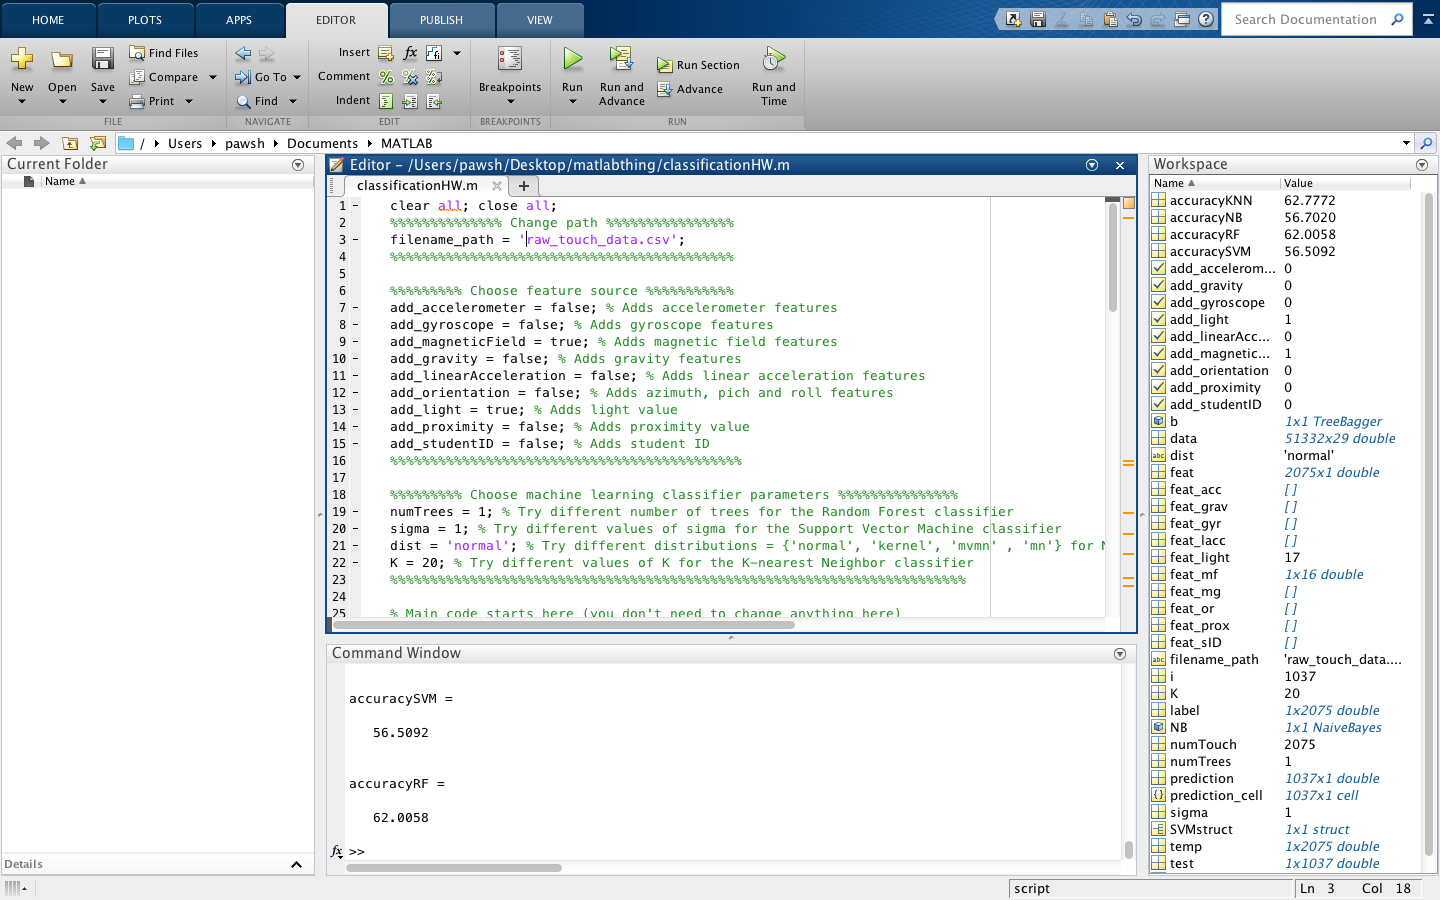 HOME PLOTS APPS EDITOR PUBLISH VIEW
Search Documentation
New Open Save
Find Files
Compare
Print
FILE
Go To
Find
NAVIGATE
Insert fx
Comment
Indent
EDIT
Breakpoints
BREAKPOINTS
Run
Run and Advance
Run Section
Advance
Run and Time
RUN
/ Users pawsh Documents MATLAB
Current Folder
Name
Details
Editor - /Users/pawsh/Desktop/matlabthing/classificationHW.m
classificationHW.m
1 - clear all; close all;
2 %%%%%%%%%%%%%% Change path %%%%%%%%%%%%%%%%
3 - filename_path = 'raw_touch_data.csv';
4 %%%%%%%%%%%%%%%%%%%%%%%%%%%%%%%%%%%%%%%%%%%
5
6 %%%%%%%%% Choose feature source %%%%%%%%%%%
7 - add_accelerometer = false; % Adds accelerometer features
8 - add_gyroscope = false; % Adds gyroscope features
9 - add_magneticField = true; % Adds magnetic field features
10 - add_gravity = false; % Adds gravity features
11 - add_linearAcceleration = false; % Adds linear acceleration features
12 - add_orientation = false; % Adds azimuth, pich and roll features
13 - add_light = true; % Adds light value
14 - add_proximity = false; % Adds proximity value
15 - add_studentID = false; % Adds student ID
16 %%%%%%%%%%%%%%%%%%%%%%%%%%%%%%%%%%%%%%%%%%%%
17
18 %%%%%%%%% Choose machine learning classifier parameters %%%%%%%%%%%%%%%
19 - numTrees = 1; % Try different number of trees for the Random Forest classifier
20 - sigma = 1; % Try different values of sigma for the Support Vector Machine classifier
21 - dist = 'normal'; % Try different distributions = {'normal', 'kernel', 'mvmn' , 'mn'} for N
22 - K = 20; % Try different values of K for the K-nearest Neighbor classifier
23 %%%%%%%%%%%%%%%%%%%%%%%%%%%%%%%%%%%%%%%%%%%%%%%%%%%%%%%%%%%%%%%%%%%%%%%%%%
24
25 % Main code starts here (you don't need to change anything here)
Command Window
accuracySVM =
56.5092
accuracyRF =
62.0058
fx >>
Workspace
Name Value
accuracyKNN 62.7772
accuracyNB 56.7020
accuracyRF 62.0058
accuracySVM 56.5092
add_accelerom... 0
add_gravity 0
add_gyroscope 0
add_light 1
add_linearAcc... 0
add_magnetic... 1
add_orientation 0
add_proximity 0
add_studentID 0
b 1x1 TreeBagger
data 51332x29 double
dist 'normal'
feat 2075x1 double
feat_acc []
feat_grav []
feat_gyr []
feat_lacc []
feat_light 17
feat_mf 1x16 double
feat_mg []
feat_or []
feat_prox []
feat_sID []
filename_path 'raw_touch_data....
i 1037
K 20
label 1x2075 double
NB 1x1 NaiveBayes
numTouch 2075
numTrees 1
prediction 1037x1 double
prediction_cell 1037x1 cell
sigma 1
SVMstruct 1x1 struct
temp 1x2075 double
test 1x1037 double
script Ln 3 Col 18